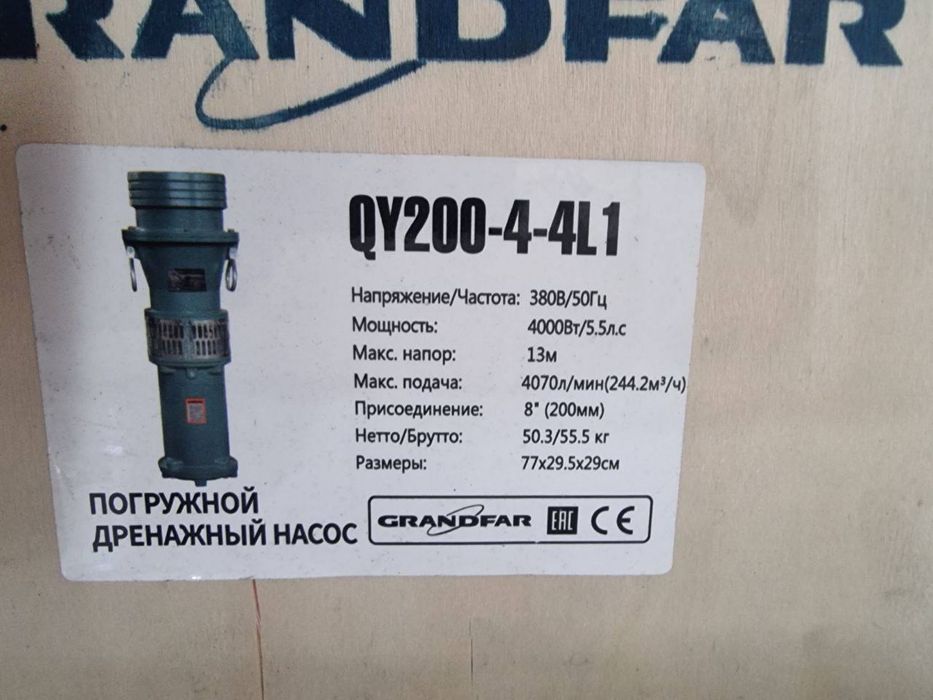 RANDFAR
QY200-4-4L1
Напряжение/Частота: 380В/50Гц
Мощность: 4000Вт/5.5л.с
Макс. напор: 13м
Макс. подача: 4070л/мин(244.2м³/ч)
Присоединение: 8" (200мм)
Нетто/Брутто: 50.3/55.5 кг
Размеры: 77x29.5x29см
ПОГРУЖНОЙ
ДРЕНАЖНЫЙ НАСОС
GRANDFAR EAC CE